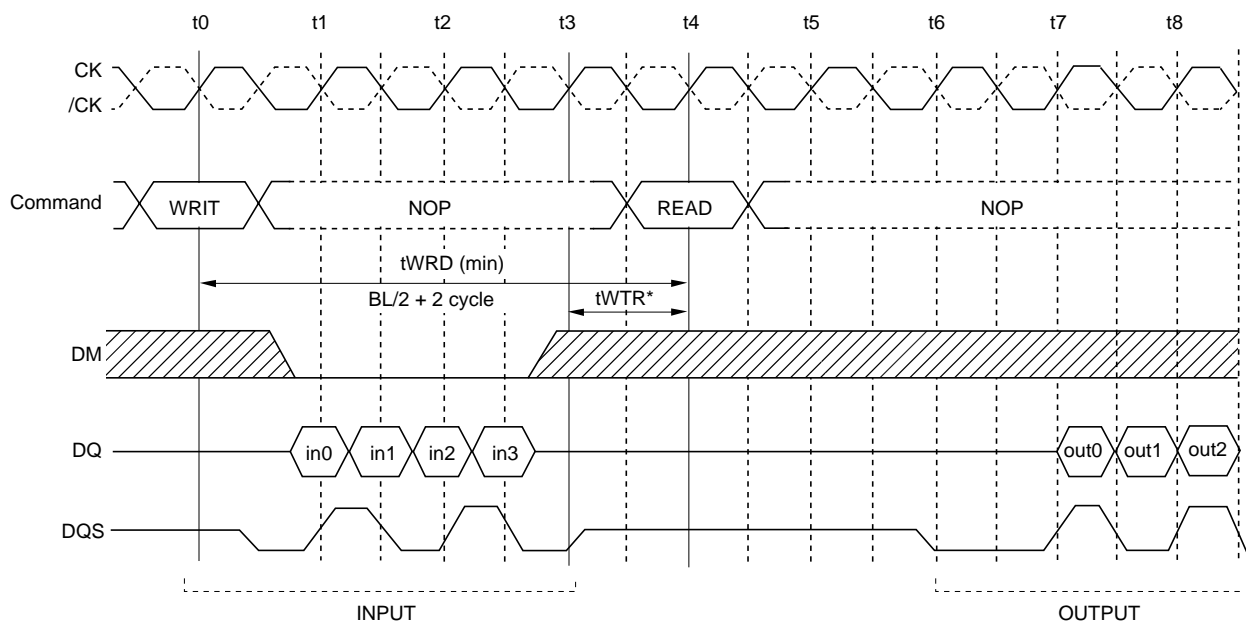 t0 t1 t2 t3 t4 t5 t6 t7 t8
CK
/CK
Command WRIT NOP READ NOP
tWRD (min)
BL/2 + 2 cycle tWTR*
DM
DQ in0 in1 in2 in3 out0 out1 out2
DQS
INPUT OUTPUT